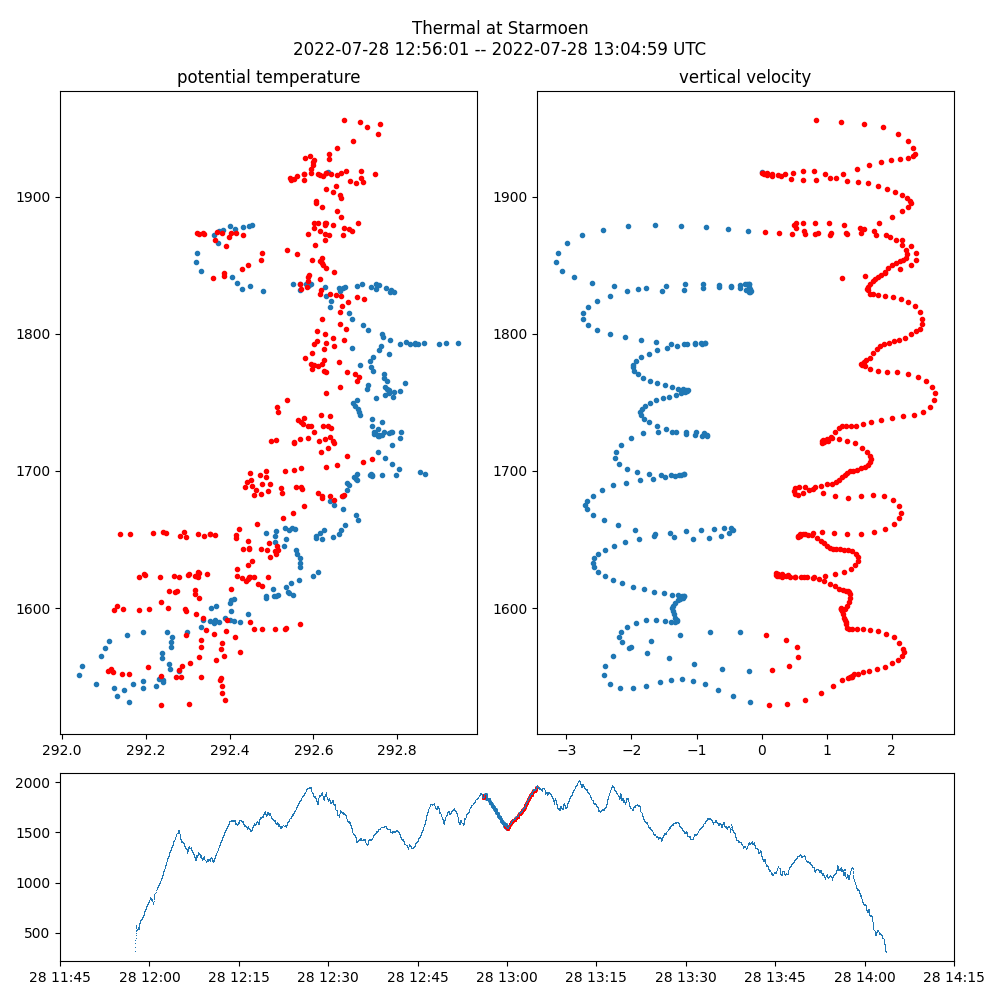 Thermal at Starmoen
2022-07-28 12:56:01 -- 2022-07-28 13:04:59 UTC
potential temperature
1900
1800
1700
1600
292.0 292.2 292.4 292.6 292.8
vertical velocity
1900
1800
1700
1600
−3 −2 −1 0 1 2
2000
1500
1000
500
28 11:45 28 12:00 28 12:15 28 12:30 28 12:45 28 13:00 28 13:15 28 13:30 28 13:45 28 14:00 28 14:15